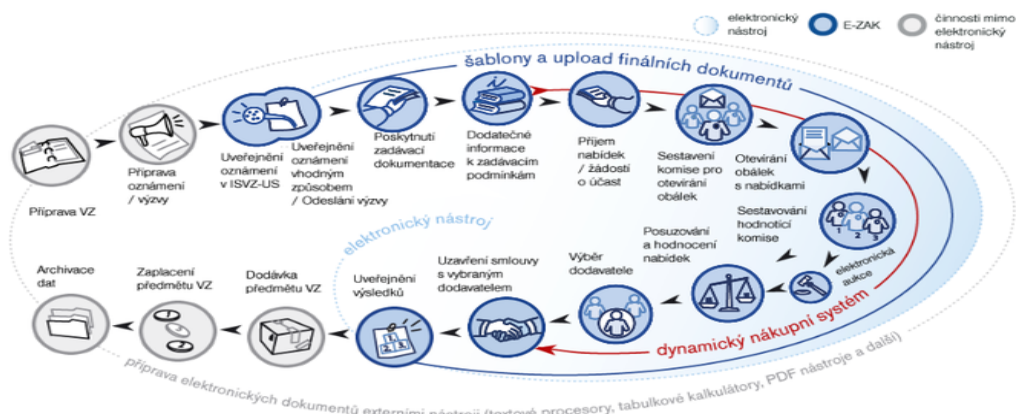 elektronický
nástroj
E-ZAK
činnosti mimo
elektronický
nástroj
šablony a upload finálních dokumentů
Příprava VZ
Příprava
oznámení
/ výzvy
Uveřejnění
oznámení
v ISVZ-US
Uveřejnění
oznámení
vhodným
způsobem
/ Odeslání výzvy
Poskytnutí
zadávací
dokumentace
Dodatečné
informace
k zadávacím
podmínkám
Příjem
nabídek
/ žádostí
o účast
Sestavení
komise pro
otevírání
obálek
Otevírání
obálek
s nabídkami
Sestavování
hodnotící
komise
1 2 3
elektronická
aukce
Posuzování
a hodnocení
nabídek
Výběr
dodavatele
Uzavření smlouvy
s vybraným
dodavatelem
elektronický nástroj
Uveřejnění
výsledků
Dodávka
předmětu VZ
Zaplacení
předmětu VZ
Archivace
dat
dynamický nákupní systém
příprava elektronických dokumentů externími nástroji (textové procesory, tabulkové kalkulátory, PDF nástroje a další)